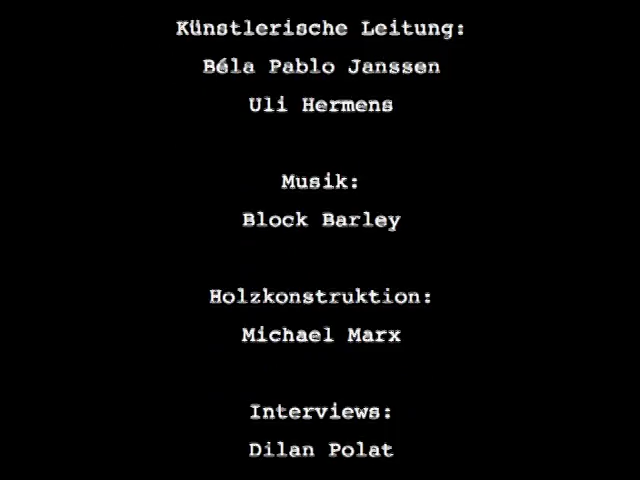 Künstlerische Leitung:
Béla Pablo Janssen
Uli Hermens
Musik:
Block Barley
Holzkonstruktion:
Michael Marx
Interviews:
Dilan Polat